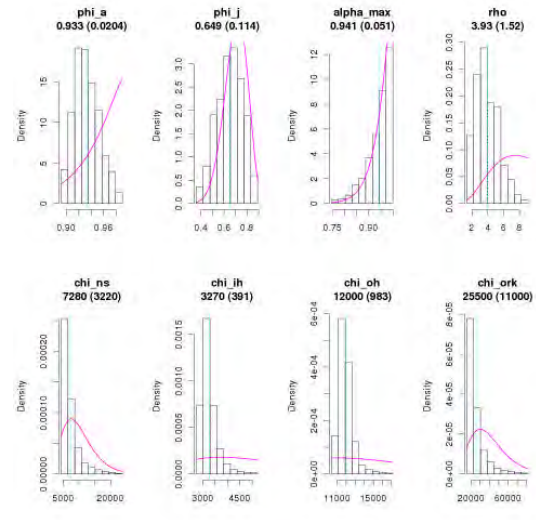 phi_a
0.933 (0.0204)
phi_j
0.649 (0.114)
alpha_max
0.941 (0.051)
rho
3.93 (1.52)
Density
0 5 10 15
0.90 0.96
Density
0.0 0.5 1.0 1.5 2.0 2.5 3.0
0.4 0.6 0.8
Density
0 2 4 6 8 10 12
0.75 0.90
Density
0.00 0.05 0.10 0.15 0.20 0.25 0.30
2 4 6 8
chi_ns
7280 (3220)
chi_ih
3270 (391)
chi_oh
12000 (983)
chi_ork
25500 (11000)
Density
0.00000 0.00010 0.00020
5000 20000
Density
0.0000 0.0005 0.0010 0.0015
3000 4500
Density
0e+00 2e-04 4e-04 6e-04
11000 15000
Density
0e+00 2e-05 4e-05 6e-05 8e-05
20000 60000